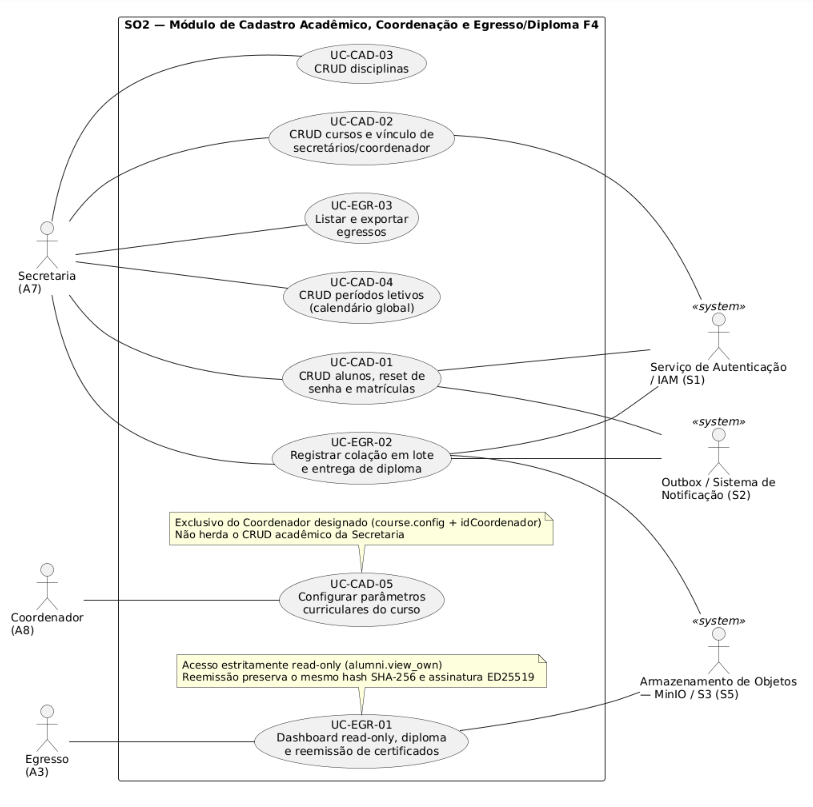 SO2 — Módulo de Cadastro Acadêmico, Coordenação e Egresso/Diploma F4
UC-CAD-03
CRUD disciplinas
UC-CAD-02
CRUD cursos e vínculo de
secretários/coordenador
UC-EGR-03
Listar e exportar
egressos
Secretaria
(A7)
UC-CAD-04
CRUD períodos letivos
(calendário global)
«system»
Serviço de Autenticação
/ IAM (S1)
UC-CAD-01
CRUD alunos, reset de
senha e matrículas
«system»
Outbox / Sistema de
Notificação (S2)
UC-EGR-02
Registrar colação em lote
e entrega de diploma
Exclusivo do Coordenador designado (course.config + idCoordenador)
Não herda o CRUD acadêmico da Secretaria
UC-CAD-05
Configurar parâmetros
curriculares do curso
Coordenador
(A8)
«system»
Armazenamento de Objetos
— MinIO / S3 (S5)
Acesso estritamente read-only (alumni.view_own)
Reemissão preserva o mesmo hash SHA-256 e assinatura ED25519
UC-EGR-01
Dashboard read-only, diploma
e reemissão de certificados
Egresso
(A3)